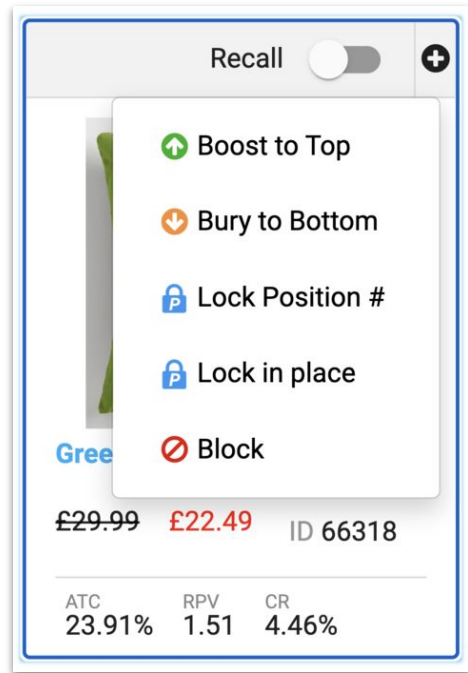 Recall
Boost to Top
Bury to Bottom
P Lock Position #
P Lock in place
Block
Gree
£29.99 £22.49 ID 66318
ATC RPV CR
23.91% 1.51 4.46%